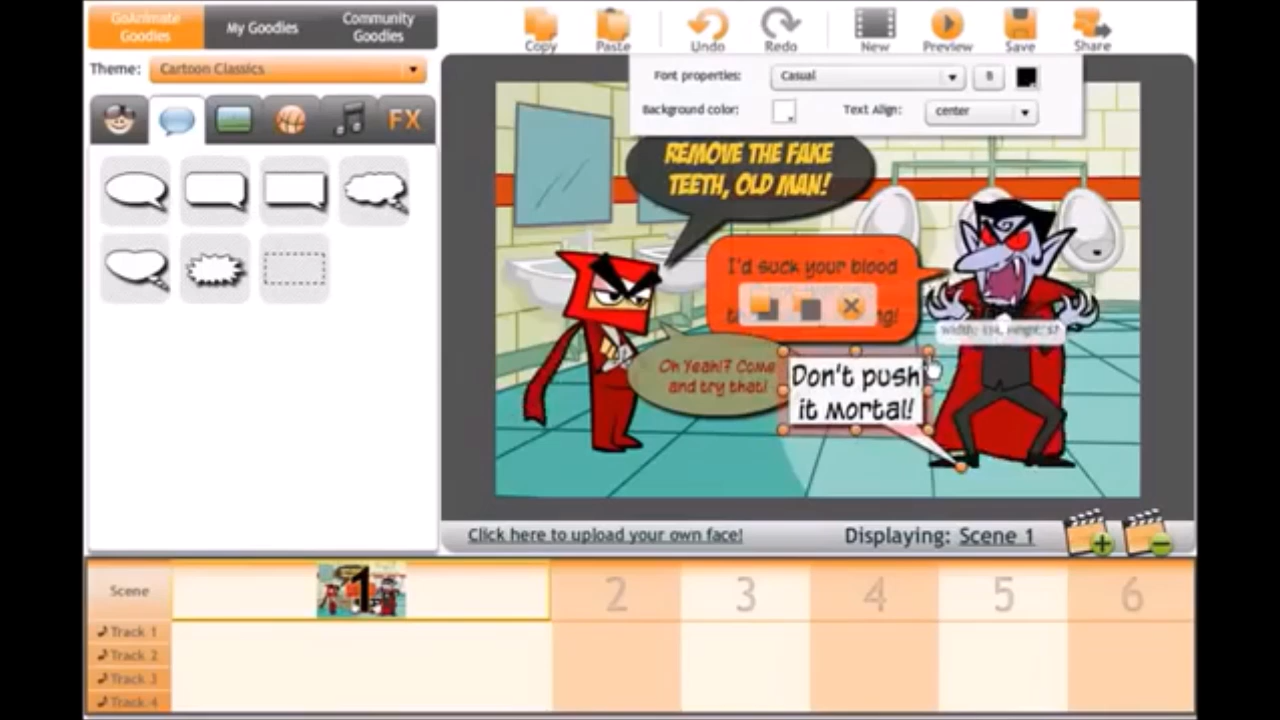 GoAnimate Goodies
My Goodies
Community Goodies
Copy
Paste
Undo
Redo
New
Preview
Save
Share
Theme:
Cartoon Classics
Font properties:
Casual
B
Background color:
Text Align:
center
FX
REMOVE THE FAKE
TEETH, OLD MAN!
I'd suck your blood
ng!
Oh Yeah!? Come
and try that!
Don't push
it mortal!
Click here to upload your own face!
Displaying: Scene 1
Scene
1
2
3
4
5
6
Track 1
Track 2
Track 3
Track 4